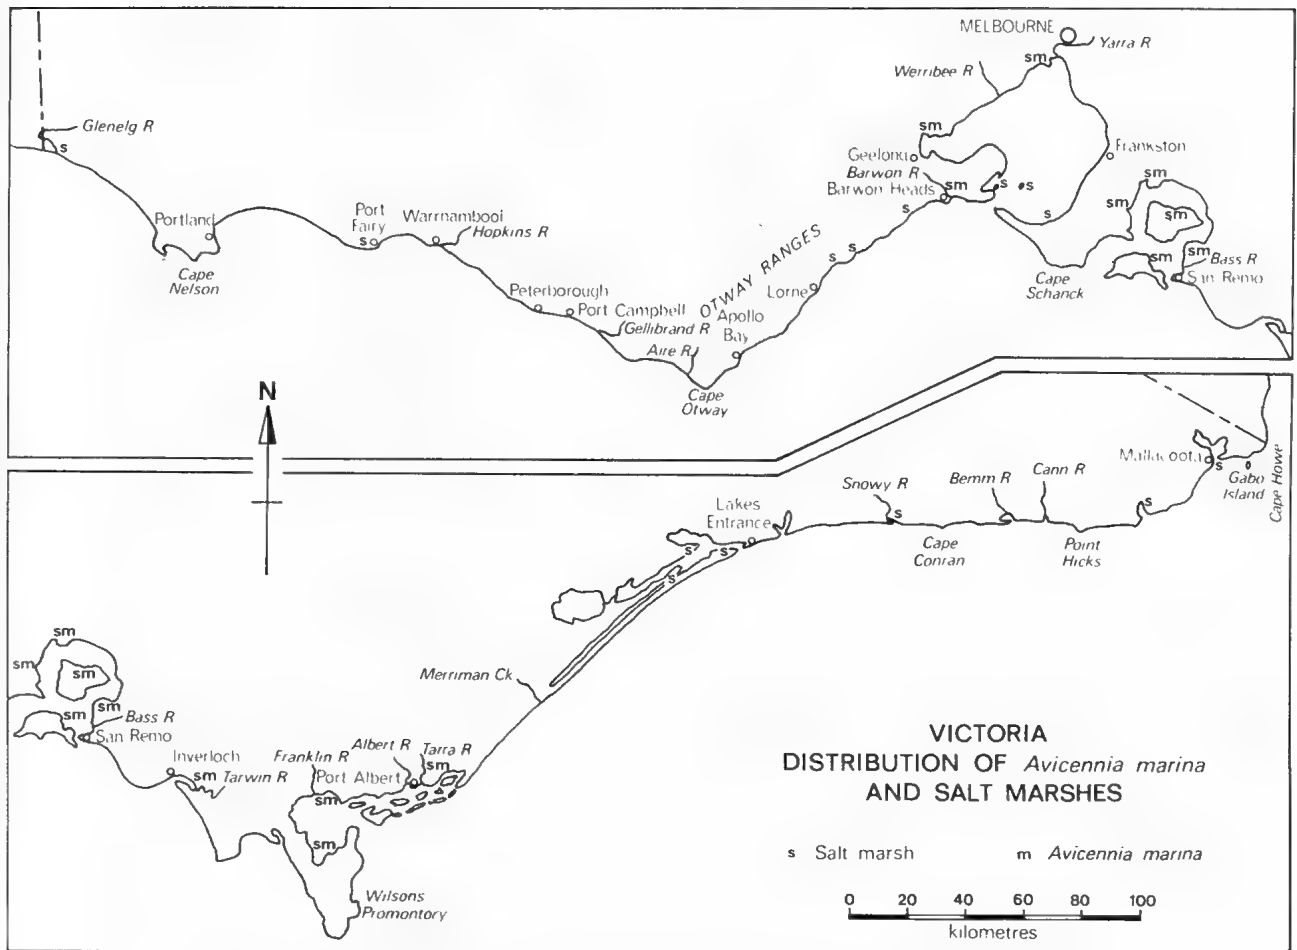 MELBOURNE
Yarra R
sm
Werribee R
sm
Glenelg R
s
Geelong
Frankston
Barwon R
sm
Barwon Heads
s
s
s
s
sm
sm
sm
sm
sm
Bass R
San Remo
Portland
Port
Fairy
s
Warrnambool
Hopkins R
Cape
Nelson
OTWAY RANGES
s
s
Cape
Schanck
Lorne
Peterborough
Port Campbell
Gellibrand R
Apollo
Bay
Aire R
Cape
Otway
N
Mallacoota
s
Gabo
Island
Cape Howe
Snowy R
s
Bemm R
Cann R
s
Lakes
Entrance
s
s
s
Cape
Conran
Point
Hicks
sm
sm
sm
sm
sm
Bass R
San Remo
Merriman Ck
Inverloch
sm
Tarwin R
Franklin R
Port Albert
Albert R
Tarra R
sm
sm
sm
Wilsons
Promontory
VICTORIA
DISTRIBUTION OF Avicennia marina
AND SALT MARSHES
s Salt marsh
m Avicennia marina
0 20 40 60 80 100
kilometres